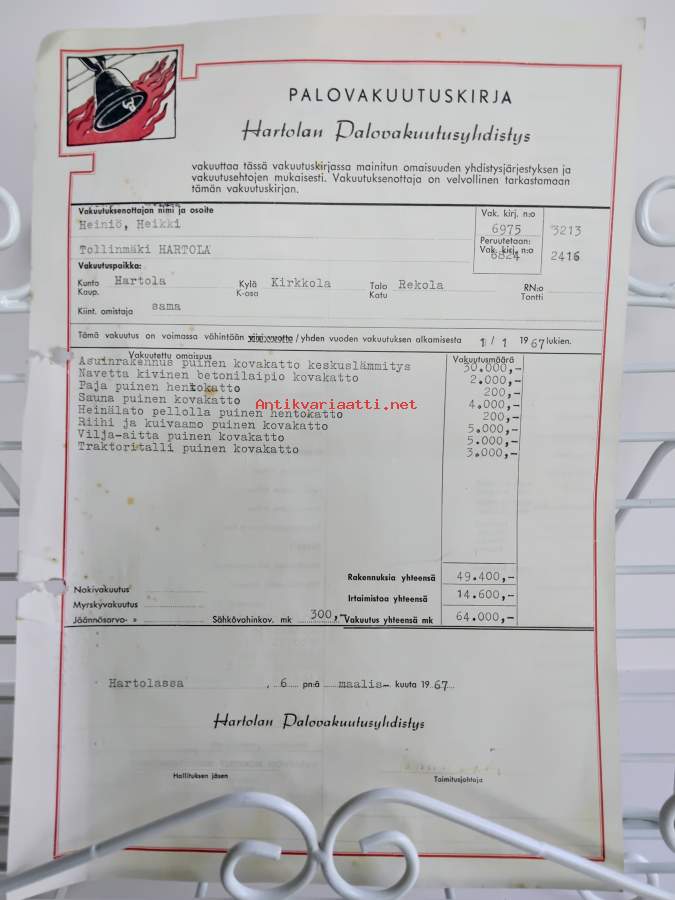 PALOVAKUUTUSKIRJA
Hartolan Palovakuutusyhdistys
vakuuttaa tässä vakuutuskirjassa mainitun omaisuuden yhdistysjärjestyksen ja
vakuutusehtojen mukaisesti. Vakuutuksenottaja on velvollinen tarkastamaan
tämän vakuutuskirjan.
Vakuutuksenottajan nimi ja osoite
Vak. kirj. n:o
Heiniö, Heikki
6975 3213
Peruutetaan:
Vak. kirj. n:o
Tollinmäki HARTOLA
6824 2416
Vakuutuspaikka:
Kunta Hartola Kylä Kirkkola Talo Rekola RN:o
Kaup. K-osa Katu Tontti
Kiint. omistaja sama
Tämä vakuutus on voimassa vähintään viisi vuotta / yhden vuoden vakuutuksen alkamisesta 1 / 1 1967 lukien.
Vakuutettu omaisuus Vakuutusmäärä
Asuinrakennus puinen kovakatto keskuslämmitys 30.000,-
Navetta kivinen betonilaipio kovakatto 2.000,-
Paja puinen hentokatto 200,-
Sauna puinen kovakatto 4.000,-
Antikvariaatti.net
Heinälato pellolla puinen hentokatto 200,-
Riihi ja kuivaamo puinen kovakatto 5.000,-
Vilja-aitta puinen kovakatto 5.000,-
Traktoritalli puinen kovakatto 3.000,-
Rakennuksia yhteensä 49.400,-
Nokivakuutus
Irtaimistoa yhteensä 14.600,-
Myrskyvakuutus
Jäännösarvo- » Sähkövahinkov. mk 300,- Vakuutus yhteensä mk 64.000,-
Hartolassa , 6 p:nä maalis- kuuta 1967
Hartolan Palovakuutusyhdistys
Hallituksen jäsen Toimitusjohtaja